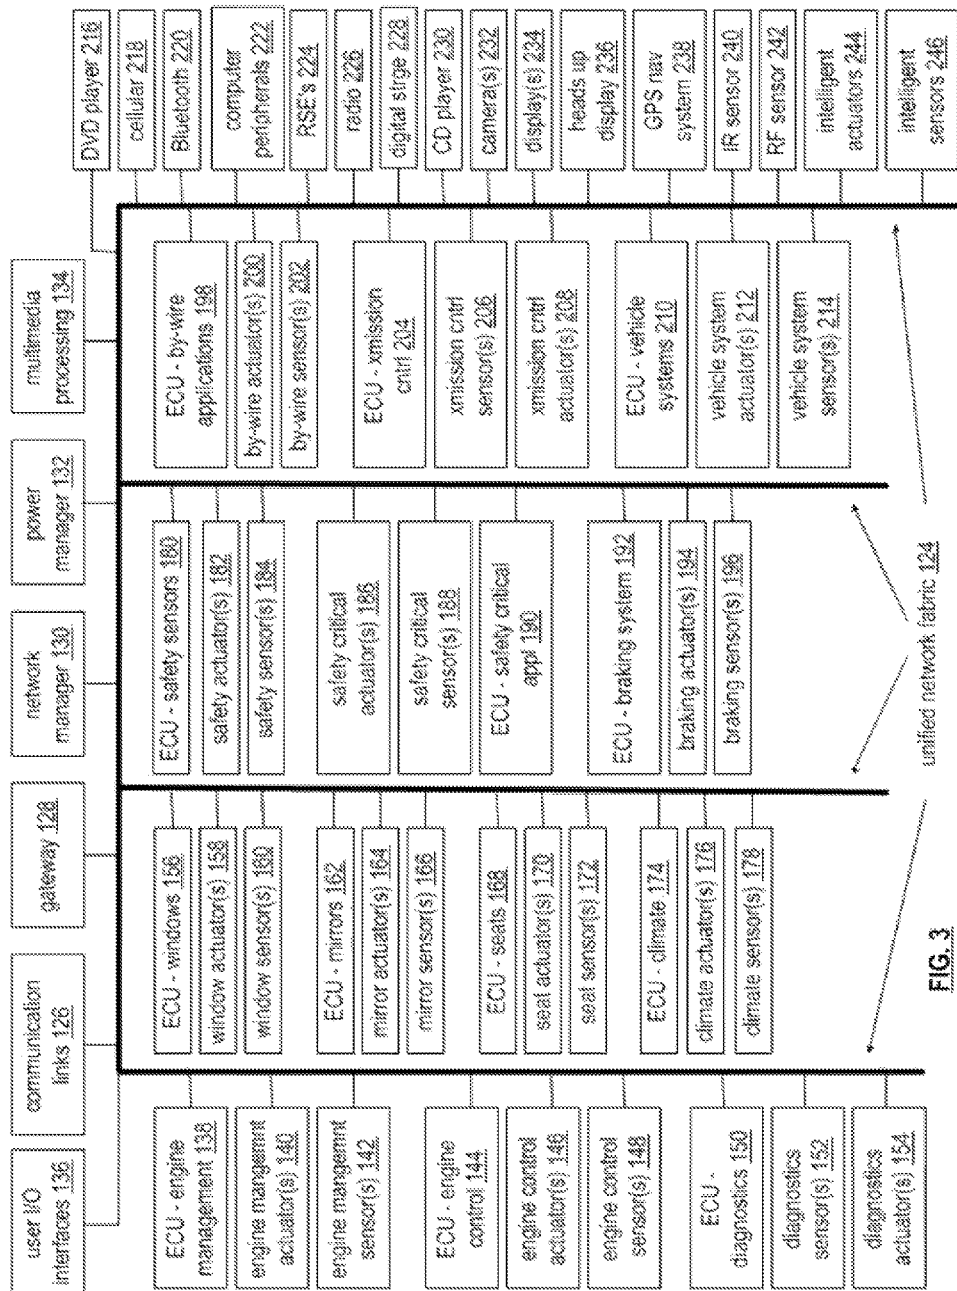 user I/O
interfaces 136
communication
links 126
gateway 128
network
manager 130
power
manager 132
multimedia
processing 134
ECU - engine
management 138
engine mangemnt
actuator(s) 140
engine mangemnt
sensor(s) 142
ECU - engine
control 144
engine control
actuator(s) 146
engine control
sensor(s) 148
ECU -
diagnostics 150
diagnostics
sensor(s) 152
diagnostics
actuator(s) 154
ECU - windows 156
window actuator(s) 158
window sensor(s) 160
ECU - mirrors 162
mirror actuator(s) 164
mirror sensor(s) 166
ECU - seats 168
seat actuator(s) 170
seat sensor(s) 172
ECU - climate 174
climate actuator(s) 176
climate sensor(s) 178
ECU - safety sensors 180
safety actuator(s) 182
safety sensor(s) 184
safety critical
actuator(s) 186
safety critical
sensor(s) 188
ECU - safety critical
appl 190
ECU - braking system 192
braking actuator(s) 194
braking sensor(s) 196
ECU - by-wire
applications 198
by-wire actuator(s) 200
by-wire sensor(s) 202
ECU - xmission
cntrl 204
xmission cntrl
sensor(s) 206
xmission cntrl
actuator(s) 208
ECU - vehicle
systems 210
vehicle system
actuator(s) 212
vehicle system
sensor(s) 214
DVD player 216
cellular 218
Bluetooth 220
computer
peripherals 222
RSE's 224
radio 226
digital strge 228
CD player 230
camera(s) 232
display(s) 234
heads up
display 236
GPS nav
system 238
IR sensor 240
RF sensor 242
intelligent
actuators 244
intelligent
sensors 246
unified network fabric 124
FIG. 3